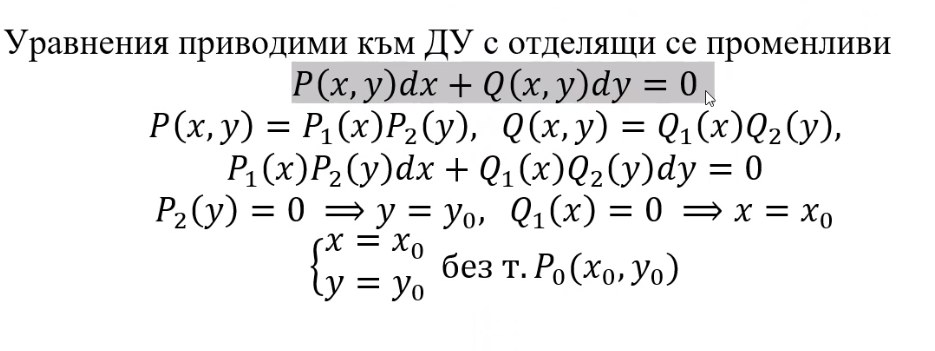 Уравнения приводими към ДУ с отделящи се променливи
P(x, y)dx + Q(x, y)dy = 0
P(x, y) = P₁(x)P₂(y),  Q(x, y) = Q₁(x)Q₂(y),
P₁(x)P₂(y)dx + Q₁(x)Q₂(y)dy = 0
P₂(y) = 0 ⟹ y = y₀,  Q₁(x) = 0 ⟹ x = x₀
{x = x₀
y = y₀ без т. P₀(x₀, y₀)